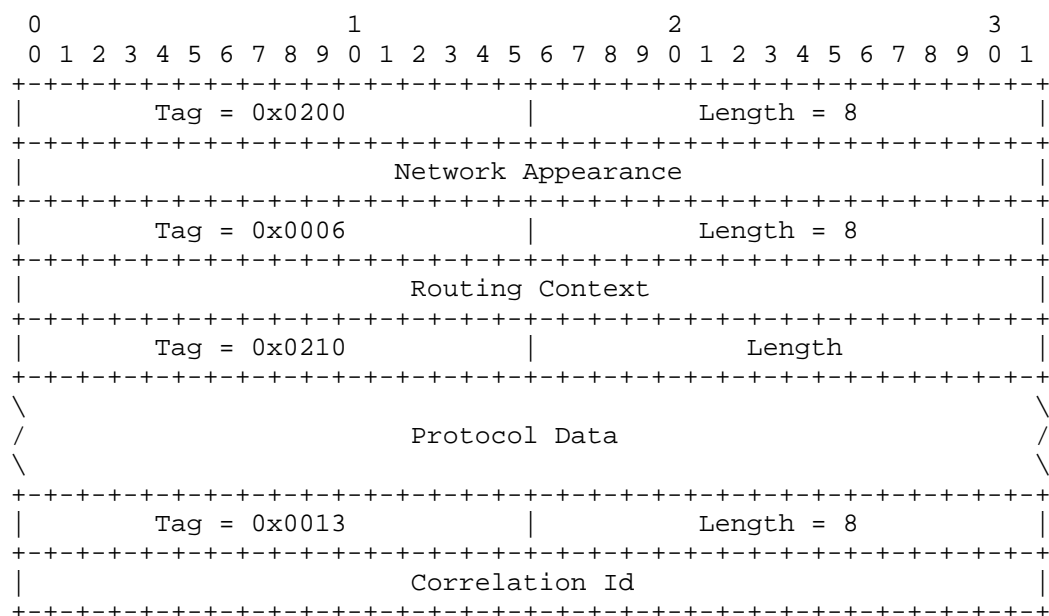 0                   1                   2                   3
 0 1 2 3 4 5 6 7 8 9 0 1 2 3 4 5 6 7 8 9 0 1 2 3 4 5 6 7 8 9 0 1
+-+-+-+-+-+-+-+-+-+-+-+-+-+-+-+-+-+-+-+-+-+-+-+-+-+-+-+-+-+-+-+-+
|        Tag = 0x0200           |          Length = 8           |
+-+-+-+-+-+-+-+-+-+-+-+-+-+-+-+-+-+-+-+-+-+-+-+-+-+-+-+-+-+-+-+-+
|                       Network Appearance                      |
+-+-+-+-+-+-+-+-+-+-+-+-+-+-+-+-+-+-+-+-+-+-+-+-+-+-+-+-+-+-+-+-+
|        Tag = 0x0006           |          Length = 8           |
+-+-+-+-+-+-+-+-+-+-+-+-+-+-+-+-+-+-+-+-+-+-+-+-+-+-+-+-+-+-+-+-+
|                        Routing Context                        |
+-+-+-+-+-+-+-+-+-+-+-+-+-+-+-+-+-+-+-+-+-+-+-+-+-+-+-+-+-+-+-+-+
|        Tag = 0x0210           |             Length            |
+-+-+-+-+-+-+-+-+-+-+-+-+-+-+-+-+-+-+-+-+-+-+-+-+-+-+-+-+-+-+-+-+
\                                                               \
/                        Protocol Data                          /
\                                                               \
+-+-+-+-+-+-+-+-+-+-+-+-+-+-+-+-+-+-+-+-+-+-+-+-+-+-+-+-+-+-+-+-+
|        Tag = 0x0013           |          Length = 8           |
+-+-+-+-+-+-+-+-+-+-+-+-+-+-+-+-+-+-+-+-+-+-+-+-+-+-+-+-+-+-+-+-+
|                        Correlation Id                         |
+-+-+-+-+-+-+-+-+-+-+-+-+-+-+-+-+-+-+-+-+-+-+-+-+-+-+-+-+-+-+-+-+